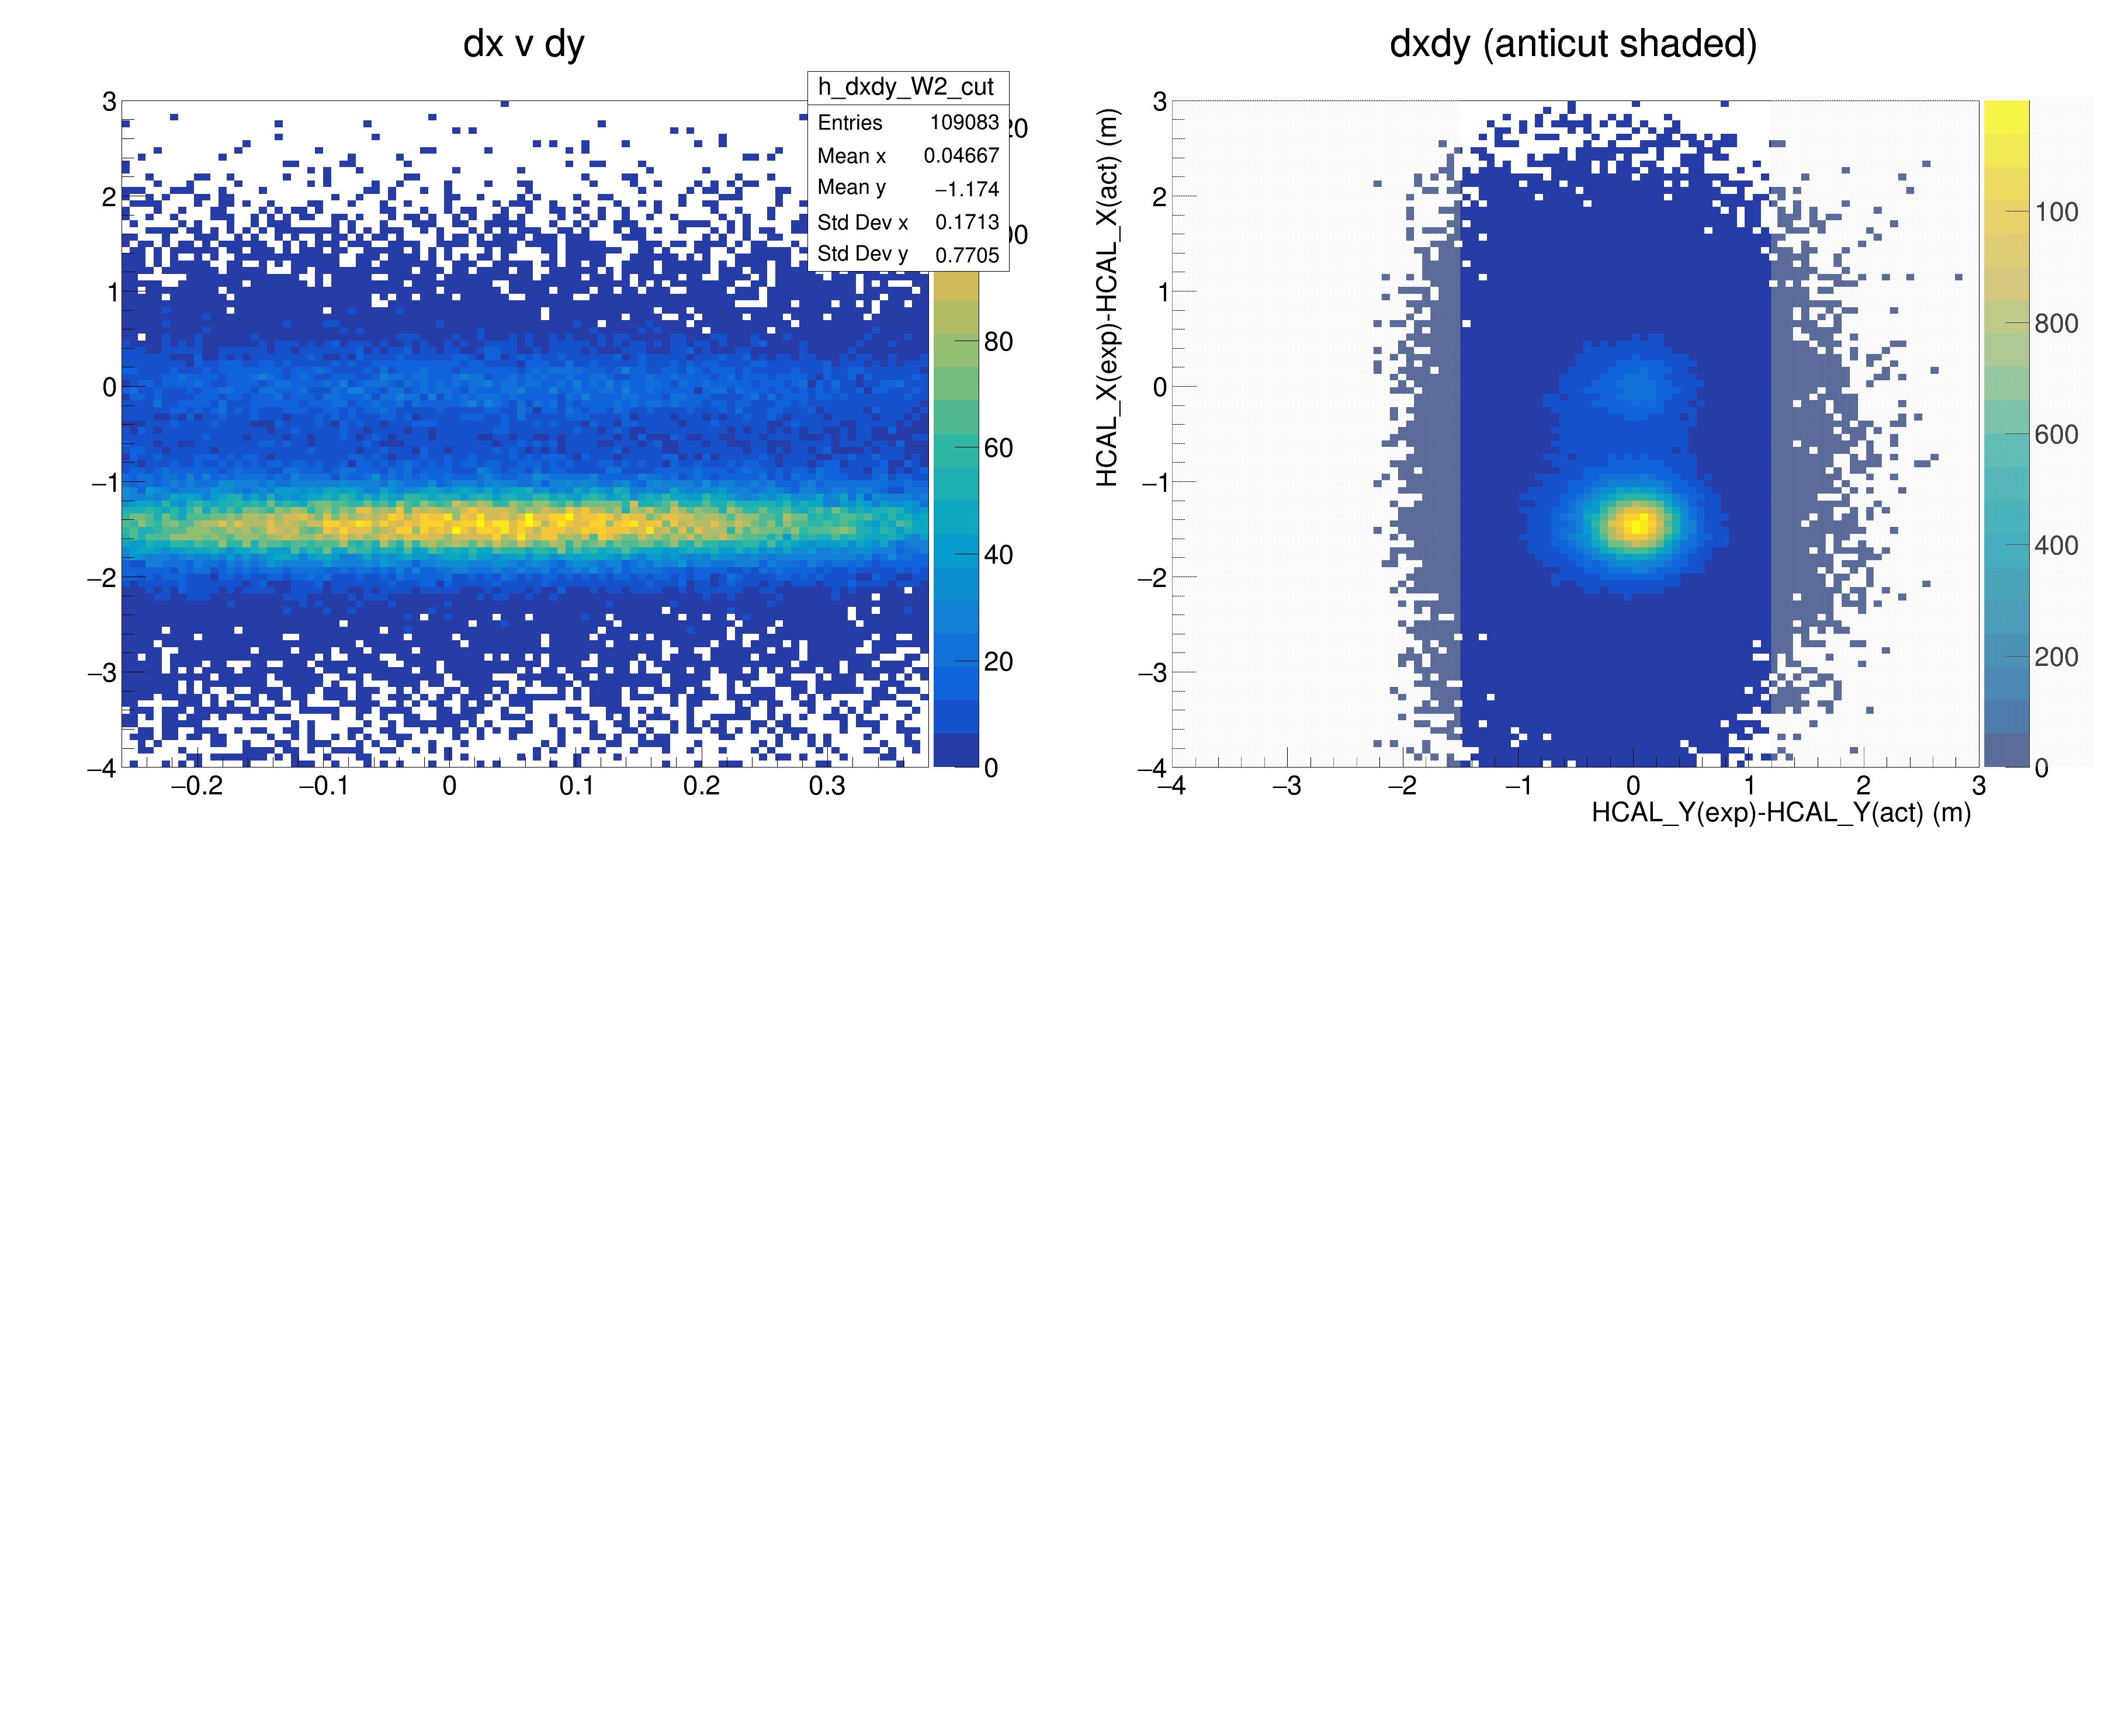 dx v dy
h_dxdy_W2_cut
Entries 109083
Mean x 0.04667
Mean y −1.174
Std Dev x 0.1713
Std Dev y 0.7705
3
2
1
0
−1
−2
−3
−4
−0.2 −0.1 0 0.1 0.2 0.3
80
60
40
20
0
dxdy (anticut shaded)
HCAL_X(exp)-HCAL_X(act) (m)
3
2
1
0
−1
−2
−3
−4
−4 −3 −2 −1 0 1 2 3
HCAL_Y(exp)-HCAL_Y(act) (m)
100
800
600
400
200
0